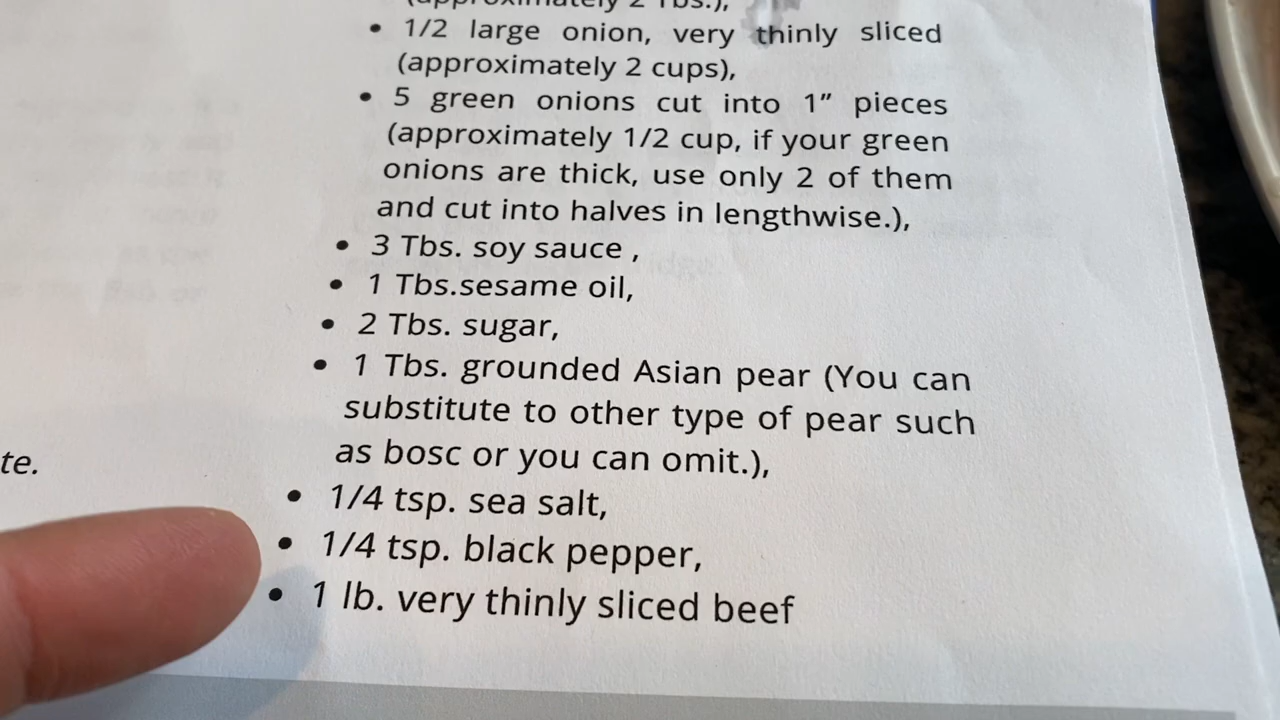 (approximately 2 Tbs.),
• 1/2 large onion, very thinly sliced
(approximately 2 cups),
• 5 green onions cut into 1” pieces
(approximately 1/2 cup, if your green
onions are thick, use only 2 of them
and cut into halves in lengthwise.),
• 3 Tbs. soy sauce ,
• 1 Tbs.sesame oil,
• 2 Tbs. sugar,
• 1 Tbs. grounded Asian pear (You can
substitute to other type of pear such
as bosc or you can omit.),
te.
• 1/4 tsp. sea salt,
• 1/4 tsp. black pepper,
• 1 lb. very thinly sliced beef